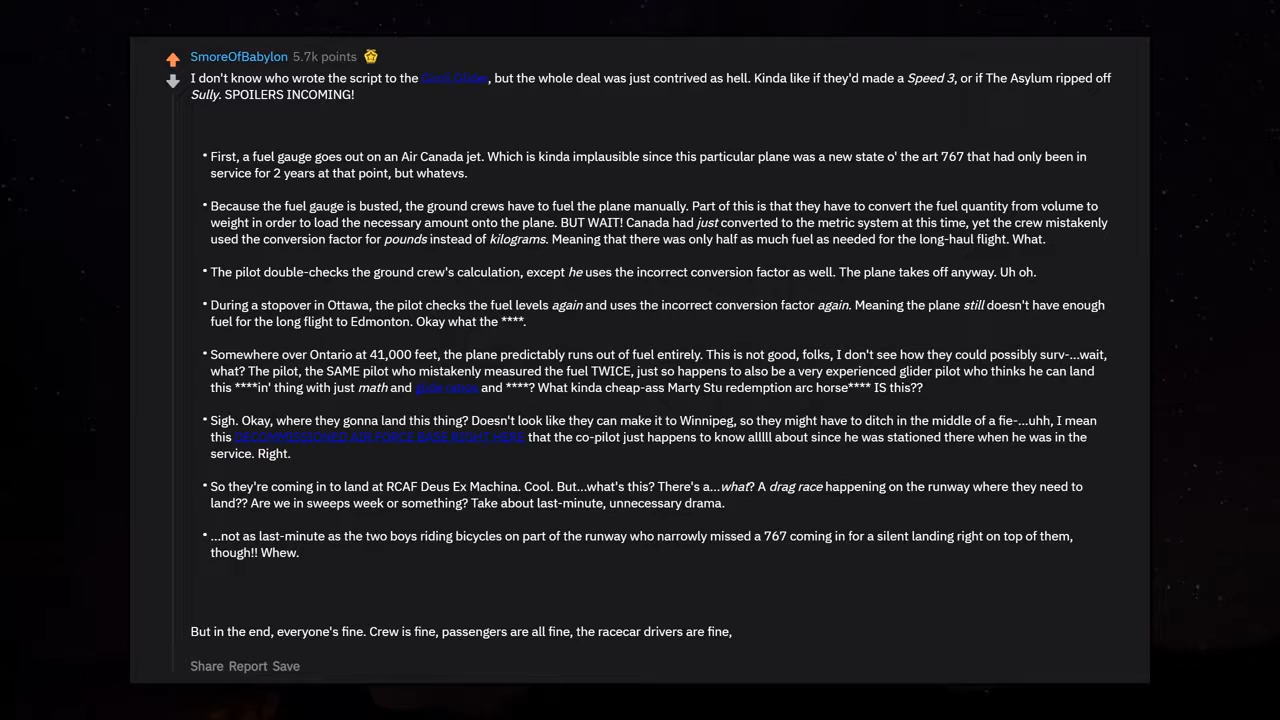 SmoreOfBabylon 5.7k points
I don't know who wrote the script to the Gimli Glider, but the whole deal was just contrived as hell. Kinda like if they'd made a Speed 3, or if The Asylum ripped off
Sully. SPOILERS INCOMING!
• First, a fuel gauge goes out on an Air Canada jet. Which is kinda implausible since this particular plane was a new state o' the art 767 that had only been in
service for 2 years at that point, but whatevs.
• Because the fuel gauge is busted, the ground crews have to fuel the plane manually. Part of this is that they have to convert the fuel quantity from volume to
weight in order to load the necessary amount onto the plane. BUT WAIT! Canada had just converted to the metric system at this time, yet the crew mistakenly
used the conversion factor for pounds instead of kilograms. Meaning that there was only half as much fuel as needed for the long-haul flight. What.
• The pilot double-checks the ground crew's calculation, except he uses the incorrect conversion factor as well. The plane takes off anyway. Uh oh.
• During a stopover in Ottawa, the pilot checks the fuel levels again and uses the incorrect conversion factor again. Meaning the plane still doesn't have enough
fuel for the long flight to Edmonton. Okay what the ****.
• Somewhere over Ontario at 41,000 feet, the plane predictably runs out of fuel entirely. This is not good, folks, I don't see how they could possibly surv-...wait,
what? The pilot, the SAME pilot who mistakenly measured the fuel TWICE, just so happens to also be a very experienced glider pilot who thinks he can land
this ****in' thing with just math and glide ratios and ****? What kinda cheap-ass Marty Stu redemption arc horse**** IS this??
• Sigh. Okay, where they gonna land this thing? Doesn't look like they can make it to Winnipeg, so they might have to ditch in the middle of a fie-...uhh, I mean
this DECOMMISSIONED AIR FORCE BASE RIGHT HERE that the co-pilot just happens to know alllll about since he was stationed there when he was in the
service. Right.
• So they're coming in to land at RCAF Deus Ex Machina. Cool. But...what's this? There's a...what? A drag race happening on the runway where they need to
land?? Are we in sweeps week or something? Take about last-minute, unnecessary drama.
• ...not as last-minute as the two boys riding bicycles on part of the runway who narrowly missed a 767 coming in for a silent landing right on top of them,
though!! Whew.
But in the end, everyone's fine. Crew is fine, passengers are all fine, the racecar drivers are fine,
Share Report Save